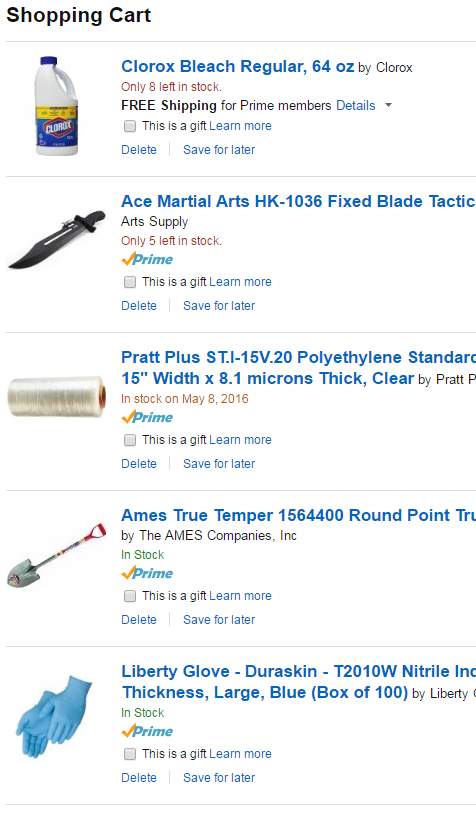 Shopping Cart
Clorox Bleach Regular, 64 oz by Clorox
Only 8 left in stock.
FREE Shipping for Prime members Details
This is a gift Learn more
Delete Save for later
CLOROX
Ace Martial Arts HK-1036 Fixed Blade Tactic
Arts Supply
Only 5 left in stock.
Prime
This is a gift Learn more
Delete Save for later
Pratt Plus ST.I-15V.20 Polyethylene Standard
15" Width x 8.1 microns Thick, Clear by Pratt P
In stock on May 8, 2016
Prime
This is a gift Learn more
Delete Save for later
Ames True Temper 1564400 Round Point Tru
by The AMES Companies, Inc
In Stock
Prime
This is a gift Learn more
Delete Save for later
Liberty Glove - Duraskin - T2010W Nitrile Ind
Thickness, Large, Blue (Box of 100) by Liberty
In Stock
Prime
This is a gift Learn more
Delete Save for later